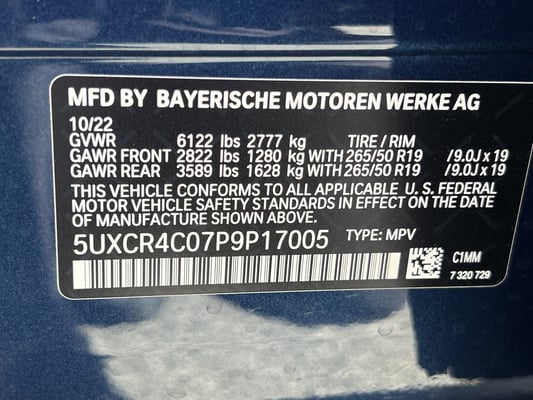 MFD BY BAYERISCHE MOTOREN WERKE AG
10/22
GVWR 6122 lbs 2777 kg TIRE / RIM
GAWR FRONT 2822 lbs 1280 kg WITH 265/50 R19 /9.0J x 19
GAWR REAR 3589 lbs 1628 kg WITH 265/50 R19 /9.0J x 19
THIS VEHICLE CONFORMS TO ALL APPLICABLE U. S. FEDERAL
MOTOR VEHICLE SAFETY STANDARDS IN EFFECT ON THE DATE
OF MANUFACTURE SHOWN ABOVE.
5UXCR4C07P9P17005 TYPE: MPV
C1MM
7 320 729